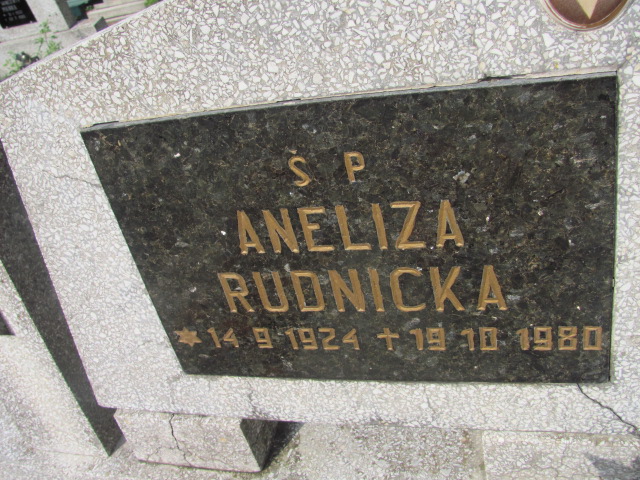 Ś P
ANELIZA
RUDNICKA
* 14 9 1924 + 19 10 1980